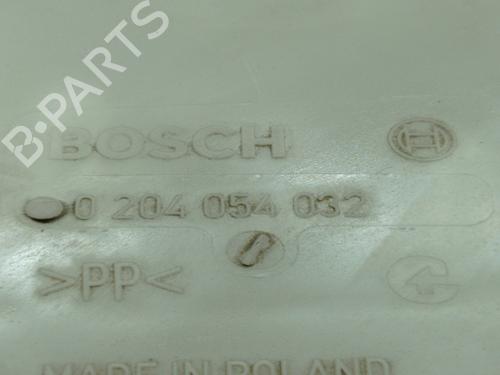 B-PARTS
BOSCH
0 204 054 032
>PP<
MADE IN POLAND